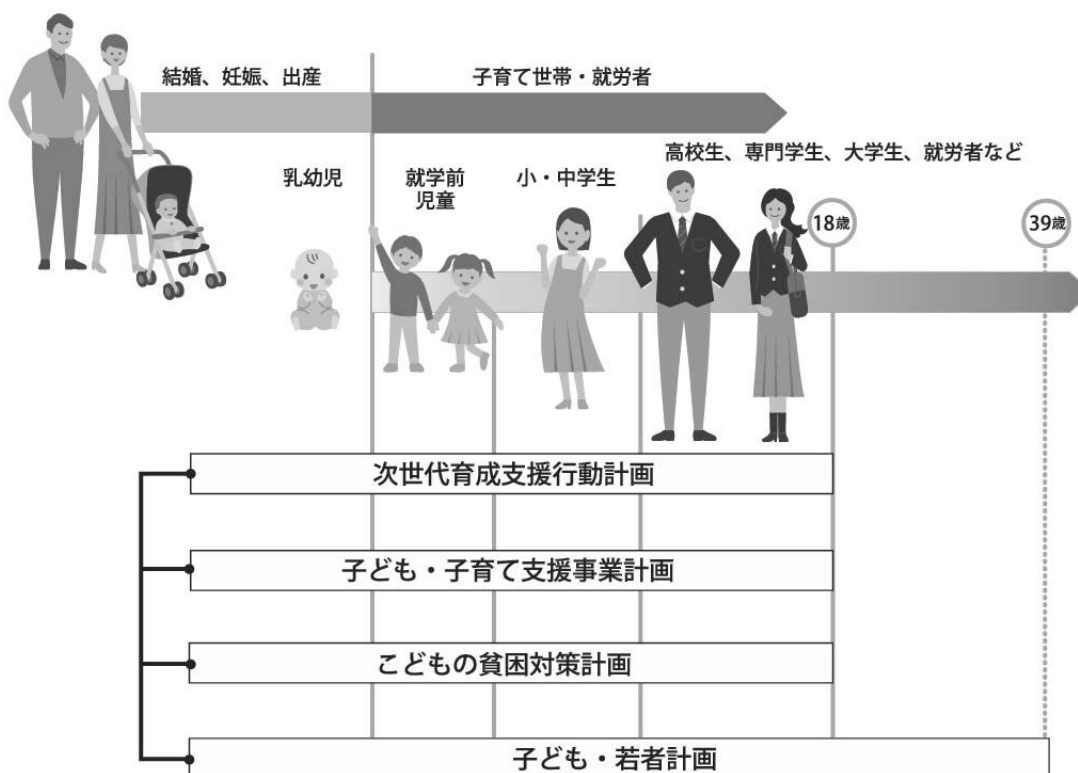 結婚、妊娠、出産
子育て世帯・就労者
高校生、専門学生、大学生、就労者など
乳幼児
就学前
児童
小・中学生
18歳
39歳
次世代育成支援行動計画
子ども・子育て支援事業計画
こどもの貧困対策計画
子ども・若者計画